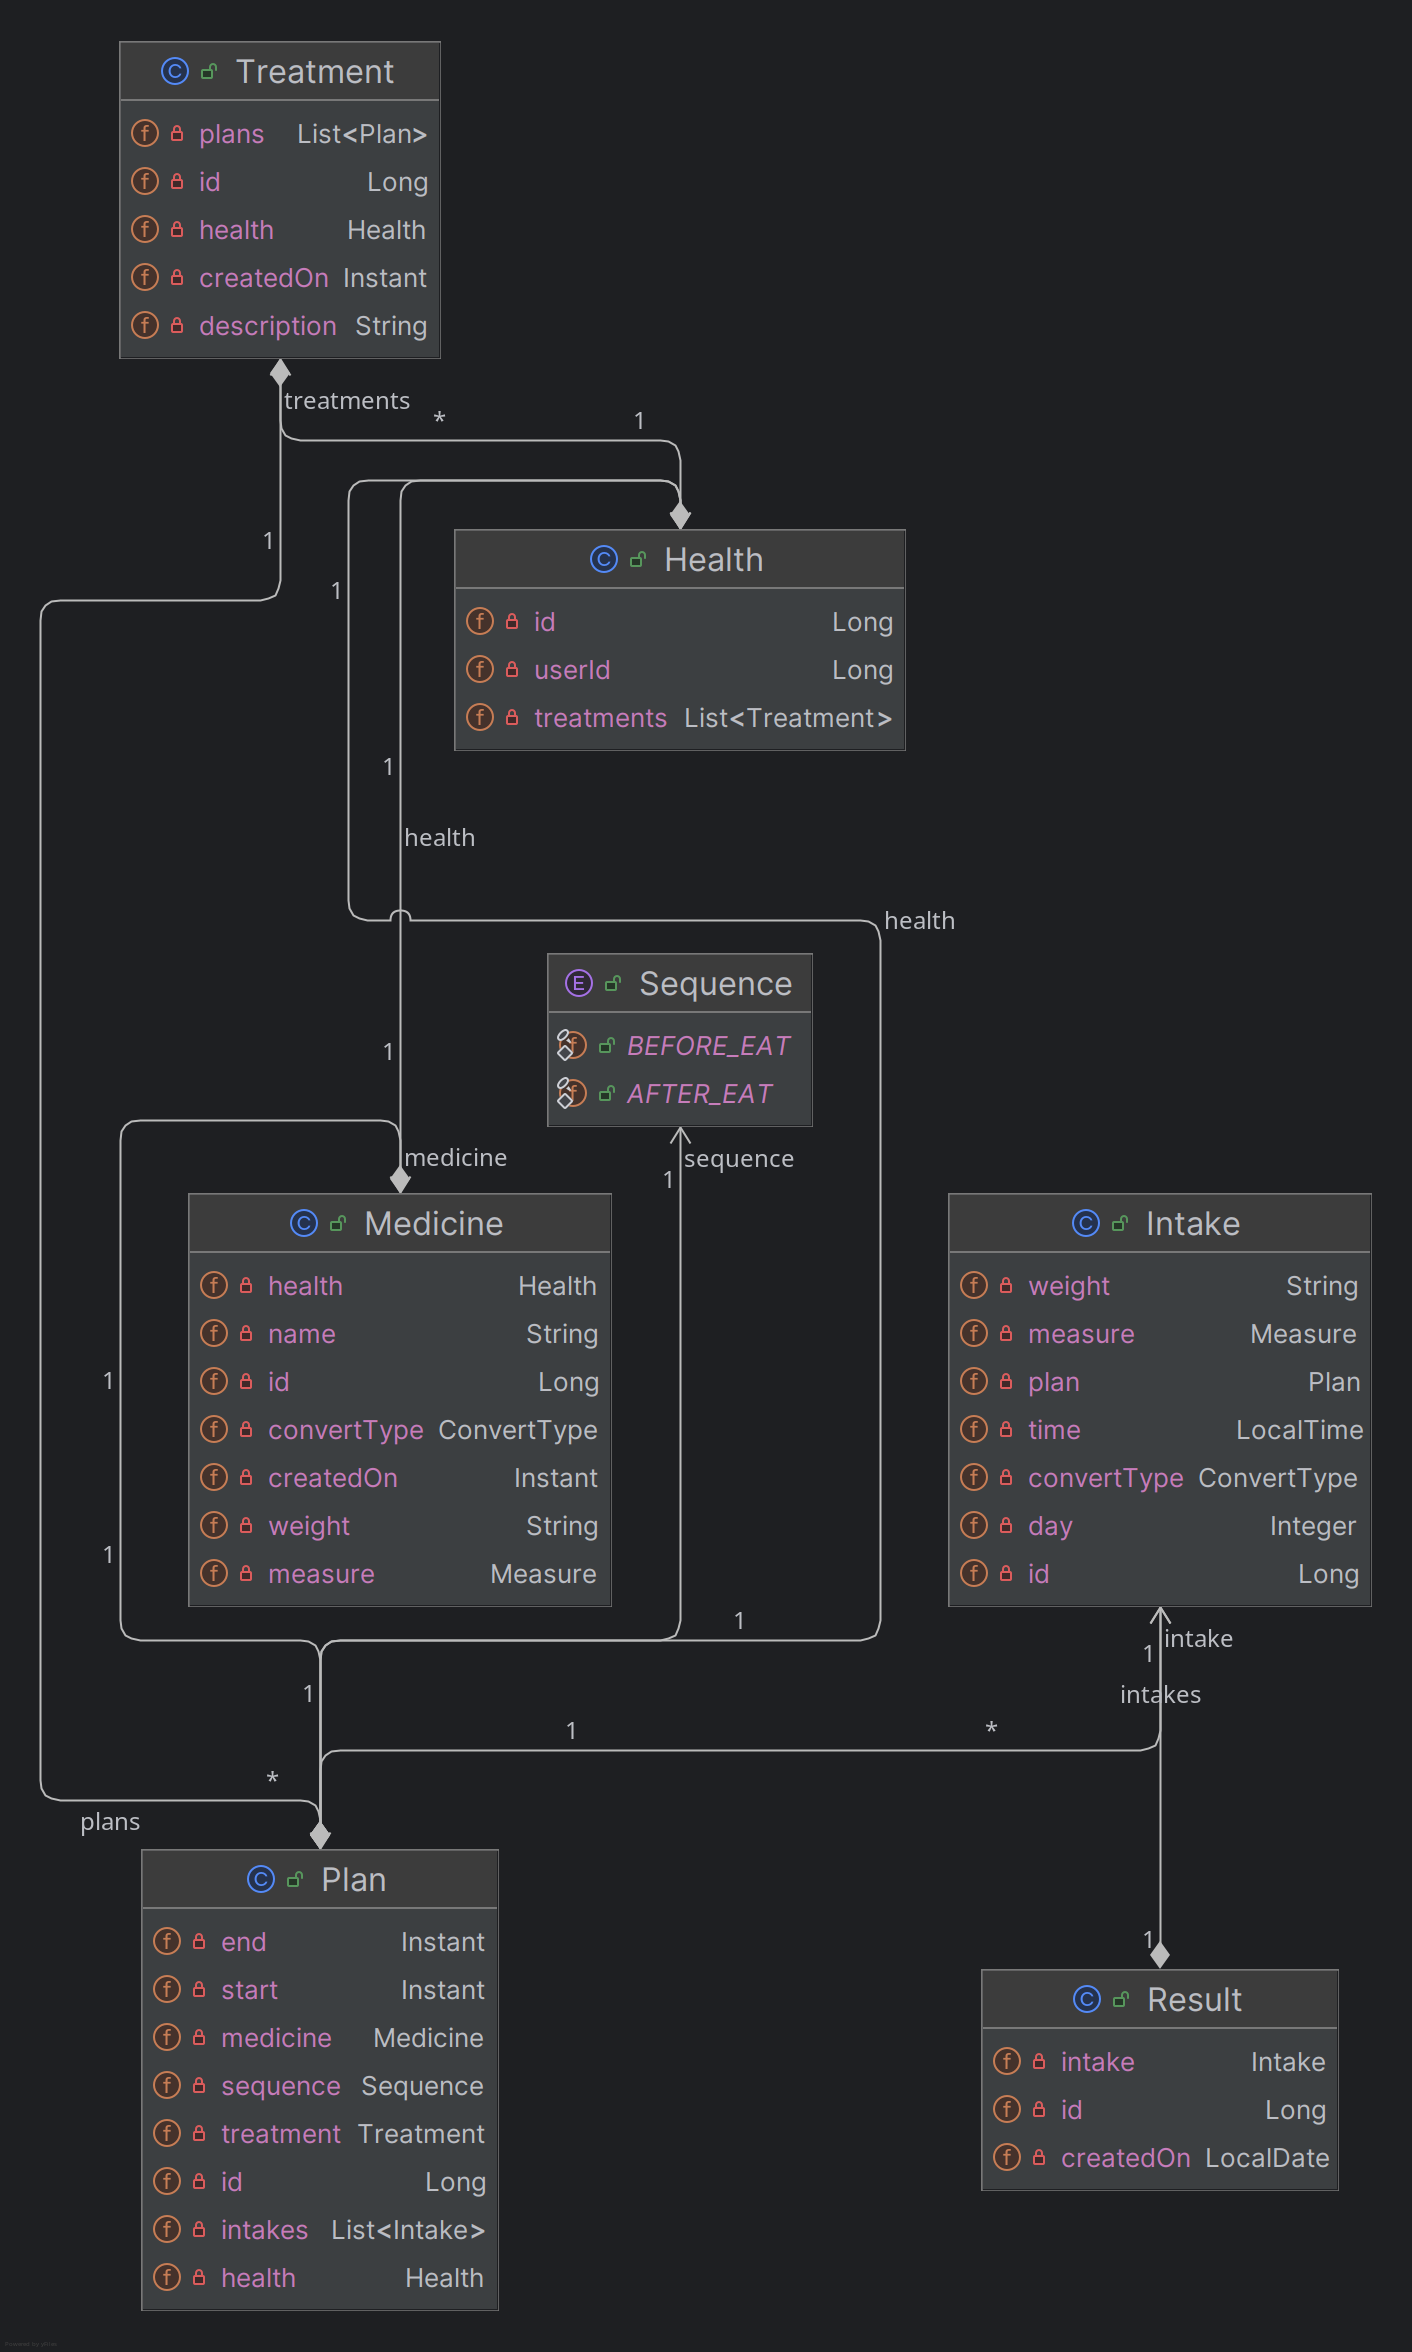 Treatment
plans List<Plan>
id Long
health Health
createdOn Instant
description String
treatments
*
1
1
1
Health
id Long
userId Long
treatments List<Treatment>
1
health
health
Sequence
BEFORE_EAT
AFTER_EAT
1
medicine
sequence
1
Medicine
health Health
name String
id Long
convertType ConvertType
createdOn Instant
weight String
measure Measure
Intake
weight String
measure Measure
plan Plan
time LocalTime
convertType ConvertType
day Integer
id Long
1
1
1
intake
1
1
intakes
1
*
*
plans
Plan
end Instant
start Instant
medicine Medicine
sequence Sequence
treatment Treatment
id Long
intakes List<Intake>
health Health
1
Result
intake Intake
id Long
createdOn LocalDate
Powered by yFiles